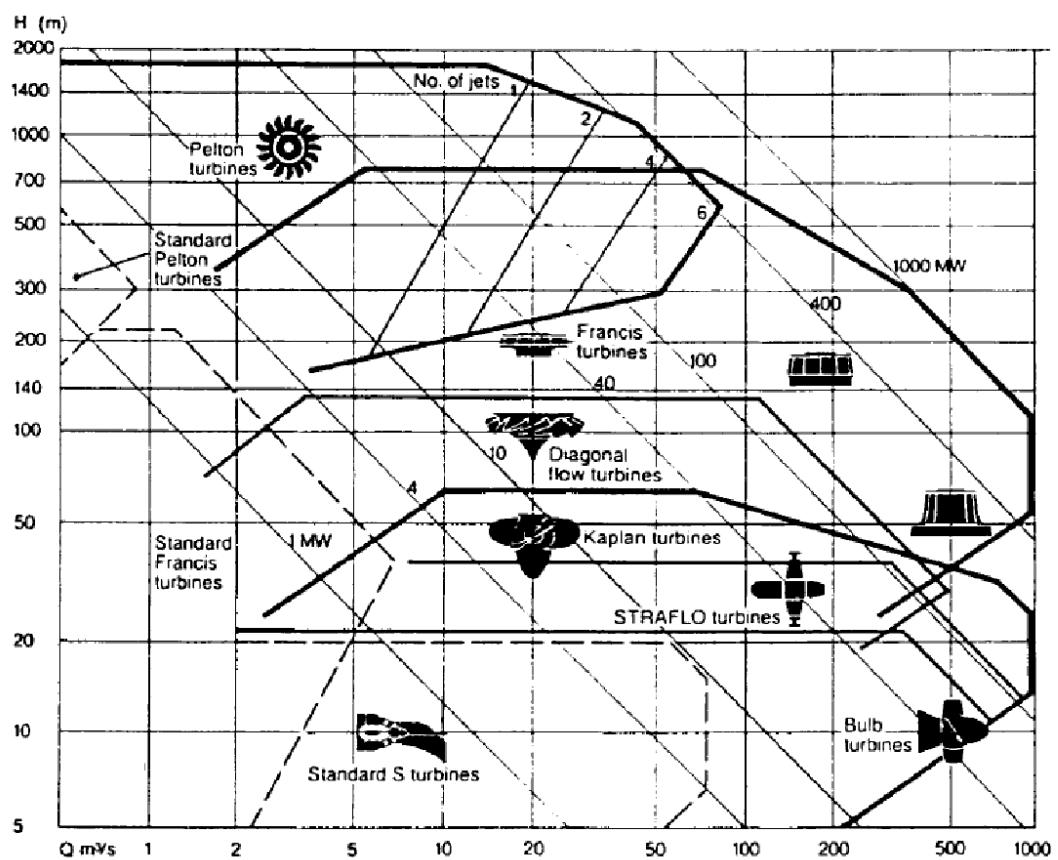 H (m)
2000
1400
1000
700
500
300
200
140
100
50
20
10
5
No. of jets
1
2
4
6
Pelton
turbines
Standard
Pelton
turbines
1000 MW
400
Francis
turbines
100
40
10
Diagonal
flow turbines
4
1 MW
Kaplan turbines
Standard
Francis
turbines
STRAFLO turbines
Bulb
turbines
Standard S turbines
Q m³/s 1 2 5 10 20 50 100 200 500 1000